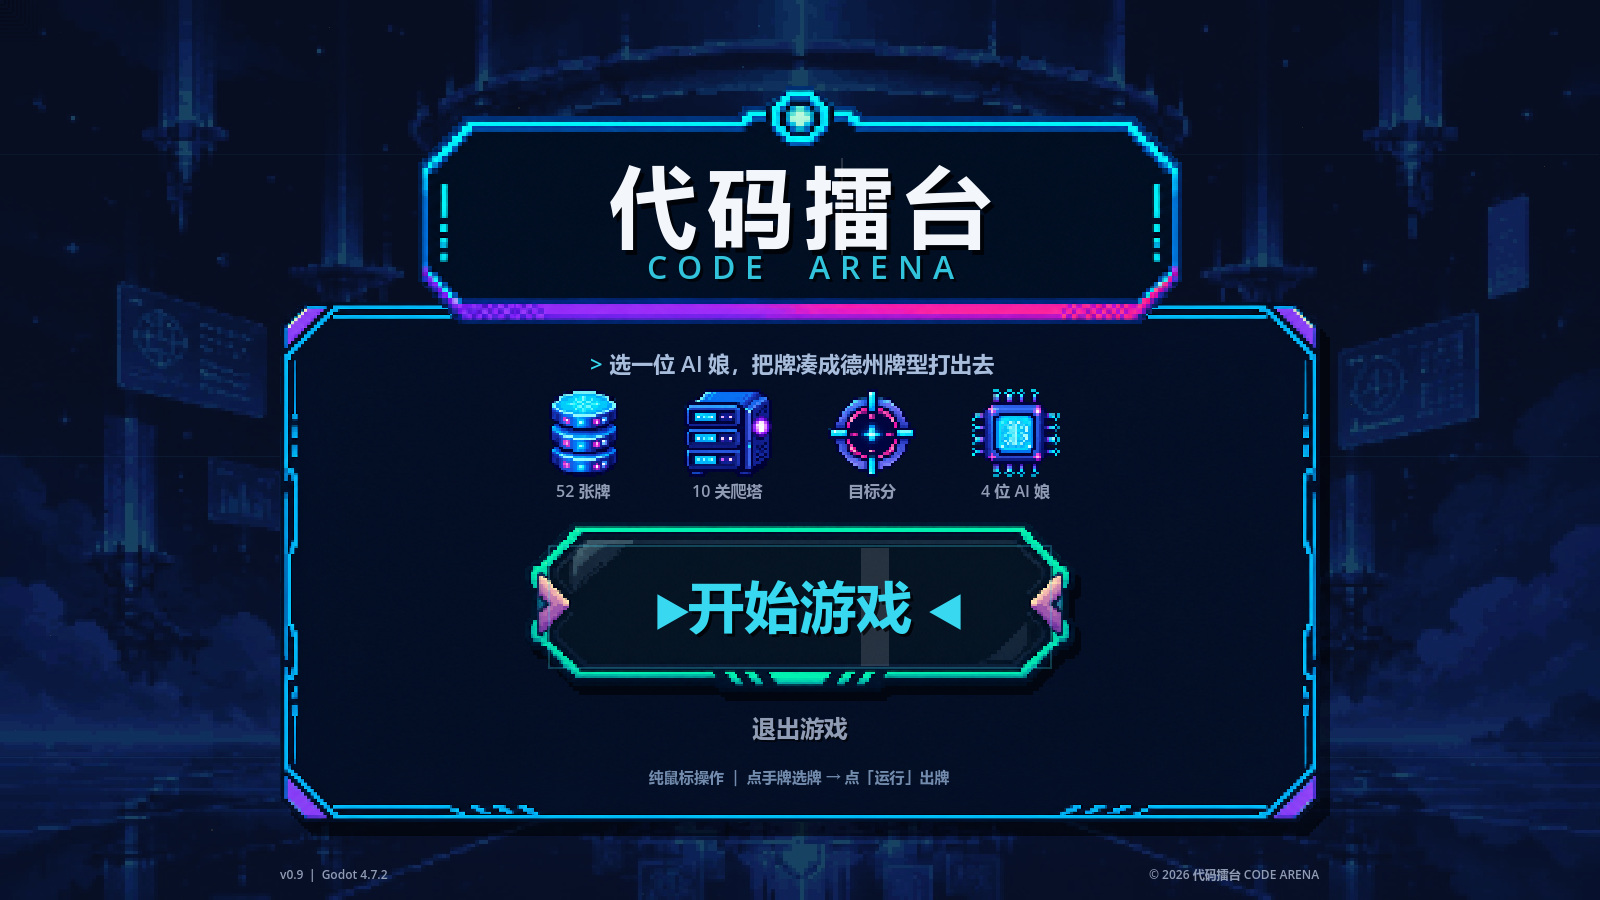 代码擂台
CODE ARENA
> 选一位 AI 娘，把牌凑成德州牌型打出去
52 张牌
10 关爬塔
目标分
4 位 AI 娘
▶开始游戏 ◀
退出游戏
纯鼠标操作 | 点手牌选牌 → 点「运行」出牌
v0.9 | Godot 4.7.2
© 2026 代码擂台 CODE ARENA